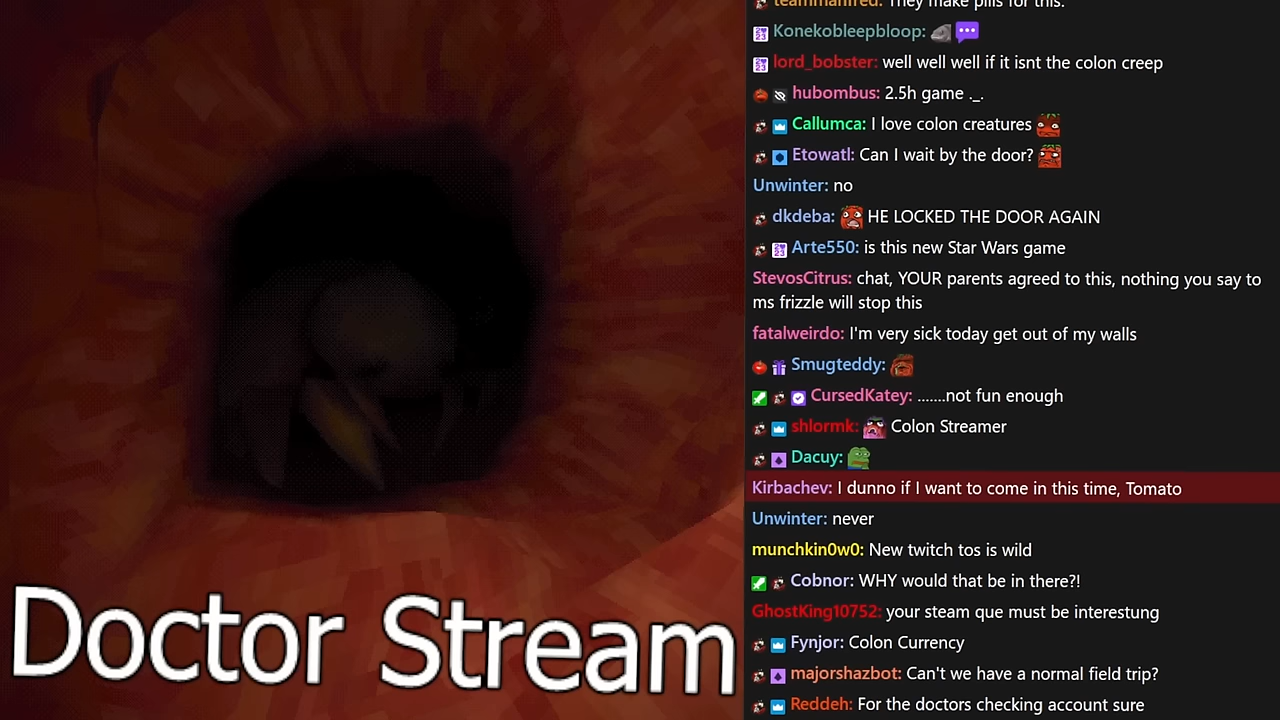 teammanfred: They make pills for this.
Konekobleepbloop:
lord_bobster: well well well if it isnt the colon creep
hubombus: 2.5h game ._.
Callumca: I love colon creatures
Etowatl: Can I wait by the door?
Unwinter: no
dkdeba: HE LOCKED THE DOOR AGAIN
Arte550: is this new Star Wars game
StevosCitrus: chat, YOUR parents agreed to this, nothing you say to
ms frizzle will stop this
fatalweirdo: I'm very sick today get out of my walls
Smugteddy:
CursedKatey: .......not fun enough
shlormk: Colon Streamer
Dacuy:
Kirbachev: I dunno if I want to come in this time, Tomato
Unwinter: never
munchkin0w0: New twitch tos is wild
Cobnor: WHY would that be in there?!
GhostKing10752: your steam que must be interestung
Fynjor: Colon Currency
majorshazbot: Can't we have a normal field trip?
Reddeh: For the doctors checking account sure
Doctor Stream